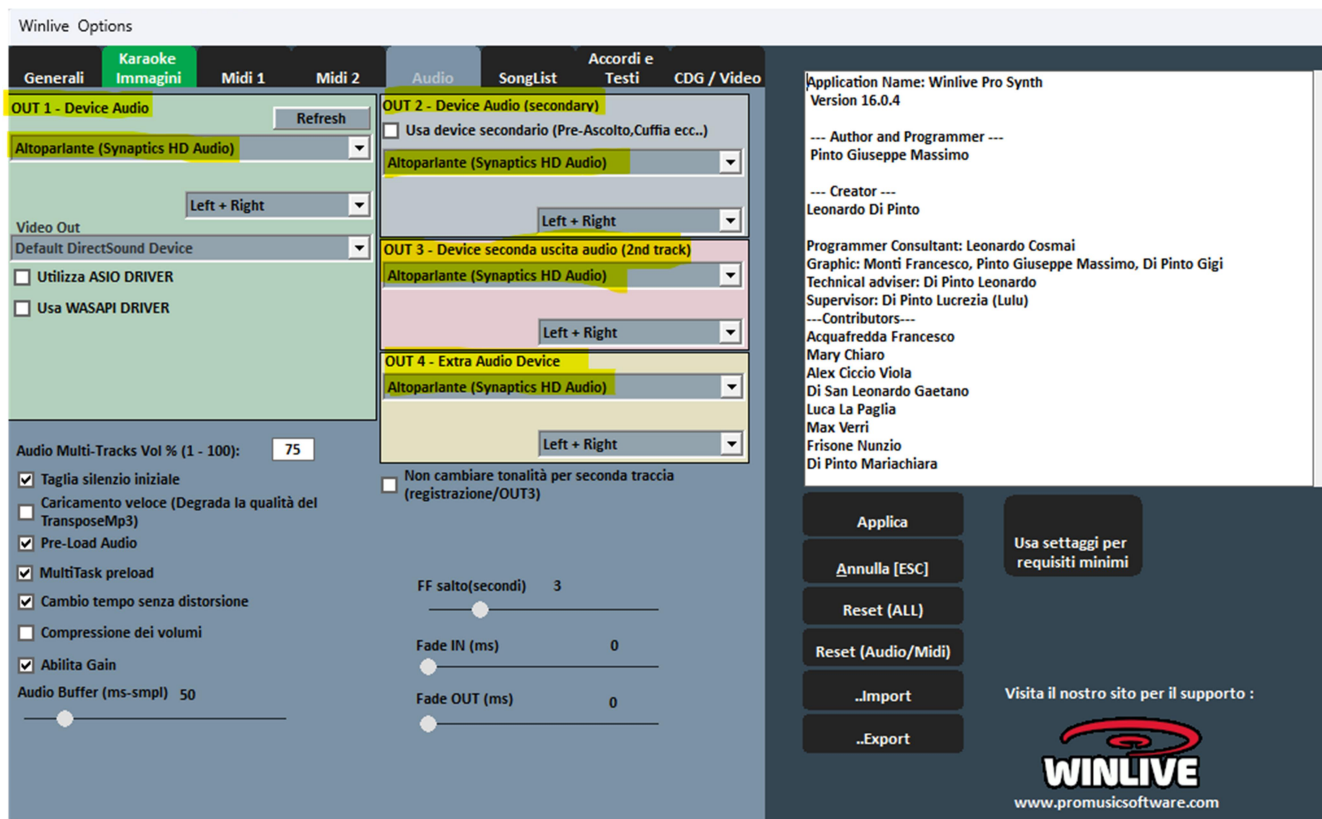 Winlive Options
Generali
Karaoke
Immagini
Midi 1
Midi 2
Audio
SongList
Accordi e
Testi
CDG / Video
OUT 1 - Device Audio
Refresh
Altoparlante (Synaptics HD Audio)
Left + Right
Video Out
Default DirectSound Device
Utilizza ASIO DRIVER
Usa WASAPI DRIVER
OUT 2 - Device Audio (secondary)
Usa device secondario (Pre-Ascolto,Cuffia ecc..)
Altoparlante (Synaptics HD Audio)
Left + Right
OUT 3 - Device seconda uscita audio (2nd track)
Altoparlante (Synaptics HD Audio)
Left + Right
OUT 4 - Extra Audio Device
Altoparlante (Synaptics HD Audio)
Left + Right
Audio Multi-Tracks Vol % (1 - 100): 75
Taglia silenzio iniziale
Caricamento veloce (Degrada la qualità del
TransposeMp3)
Pre-Load Audio
MultiTask preload
Cambio tempo senza distorsione
Compressione dei volumi
Abilita Gain
Audio Buffer (ms-smpl) 50
Non cambiare tonalità per seconda traccia
(registrazione/OUT3)
FF salto(secondi) 3
Fade IN (ms) 0
Fade OUT (ms) 0
Application Name: Winlive Pro Synth
Version 16.0.4
--- Author and Programmer ---
Pinto Giuseppe Massimo
--- Creator ---
Leonardo Di Pinto
Programmer Consultant: Leonardo Cosmai
Graphic: Monti Francesco, Pinto Giuseppe Massimo, Di Pinto Gigi
Technical adviser: Di Pinto Leonardo
Supervisor: Di Pinto Lucrezia (Lulu)
---Contributors---
Acquafredda Francesco
Mary Chiaro
Alex Ciccio Viola
Di San Leonardo Gaetano
Luca La Paglia
Max Verri
Frisone Nunzio
Di Pinto Mariachiara
Applica
Annulla [ESC]
Reset (ALL)
Reset (Audio/Midi)
..Import
..Export
Usa settaggi per
requisiti minimi
Visita il nostro sito per il supporto :
WINLIVE
www.promusicsoftware.com